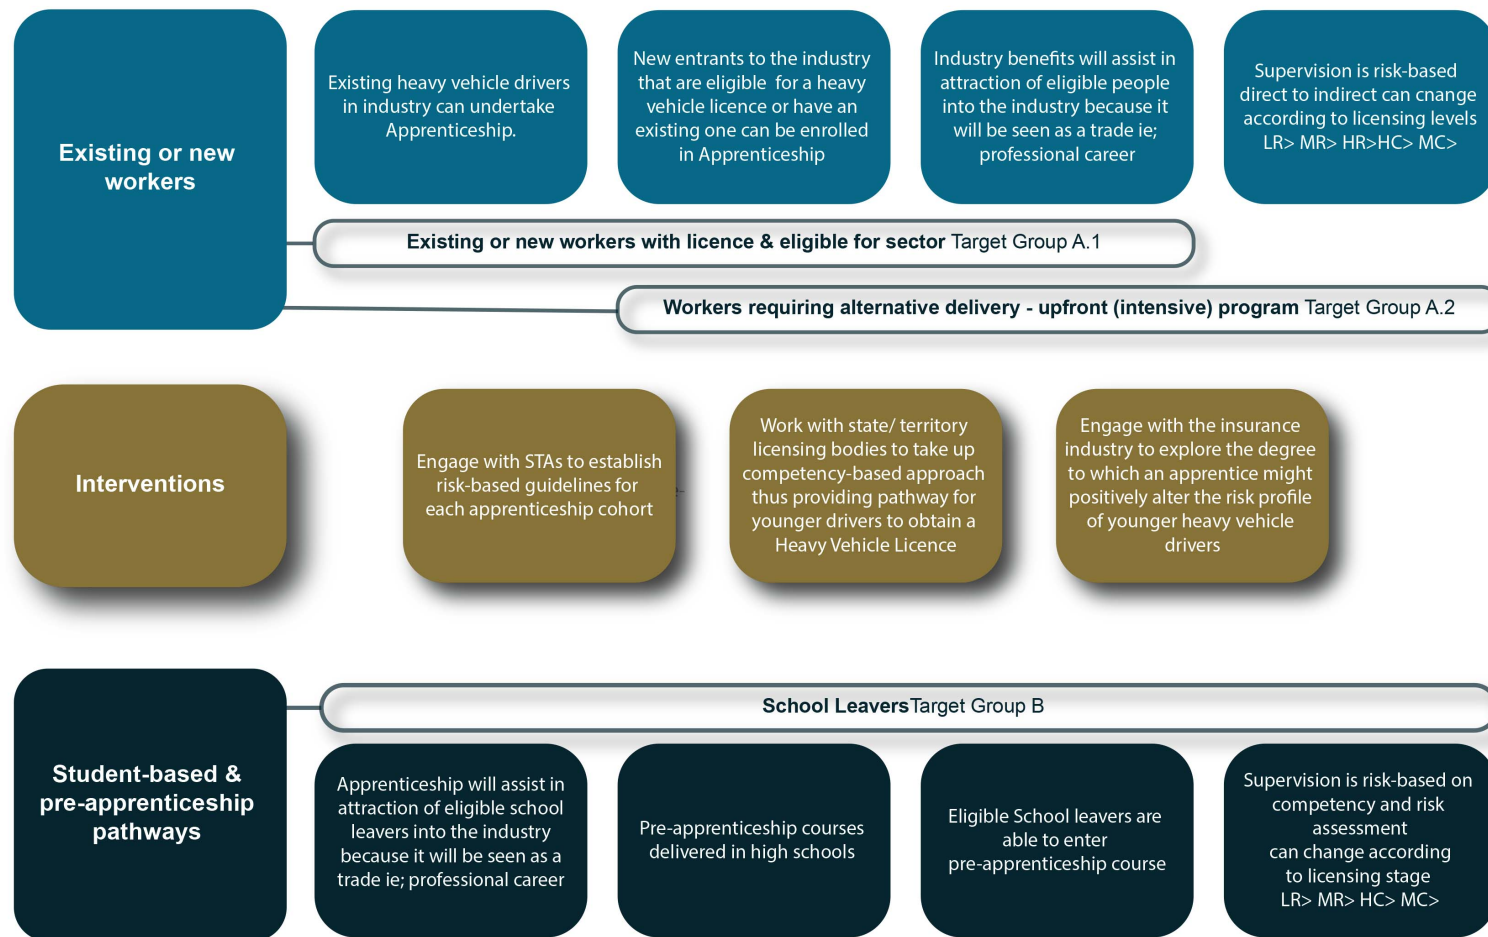 Existing or new
workers
Existing heavy vehicle drivers
in industry can undertake
Apprenticeship.
New entrants to the industry
that are eligible for a heavy
vehicle licence or have an
existing one can be enrolled
in Apprenticeship
Industry benefits will assist in
attraction of eligible people
into the industry because it
will be seen as a trade ie;
professional career
Supervision is risk-based
direct to indirect can cnange
according to licensing levels
LR> MR> HR>HC> MC>
Existing or new workers with licence & eligible for sector Target Group A.1
Workers requiring alternative delivery - upfront (intensive) program Target Group A.2
Interventions
Engage with STAs to establish
risk-based guidelines for
each apprenticeship cohort
e-
Work with state/ territory
licensing bodies to take up
competency-based approach
thus providing pathway for
younger drivers to obtain a
Heavy Vehicle Licence
Engage with the insurance
industry to explore the degree
to which an apprentice might
positively alter the risk profile
of younger heavy vehicle
drivers
Student-based &
pre-apprenticeship
pathways
School LeaversTarget Group B
Apprenticeship will assist in
attraction of eligible school
leavers into the industry
because it will be seen as a
trade ie; professional career
Pre-apprenticeship courses
delivered in high schools
Eligible School leavers are
able to enter
pre-apprenticeship course
Supervision is risk-based on
competency and risk
assessment
can change according
to licensing stage
LR> MR> HC> MC>